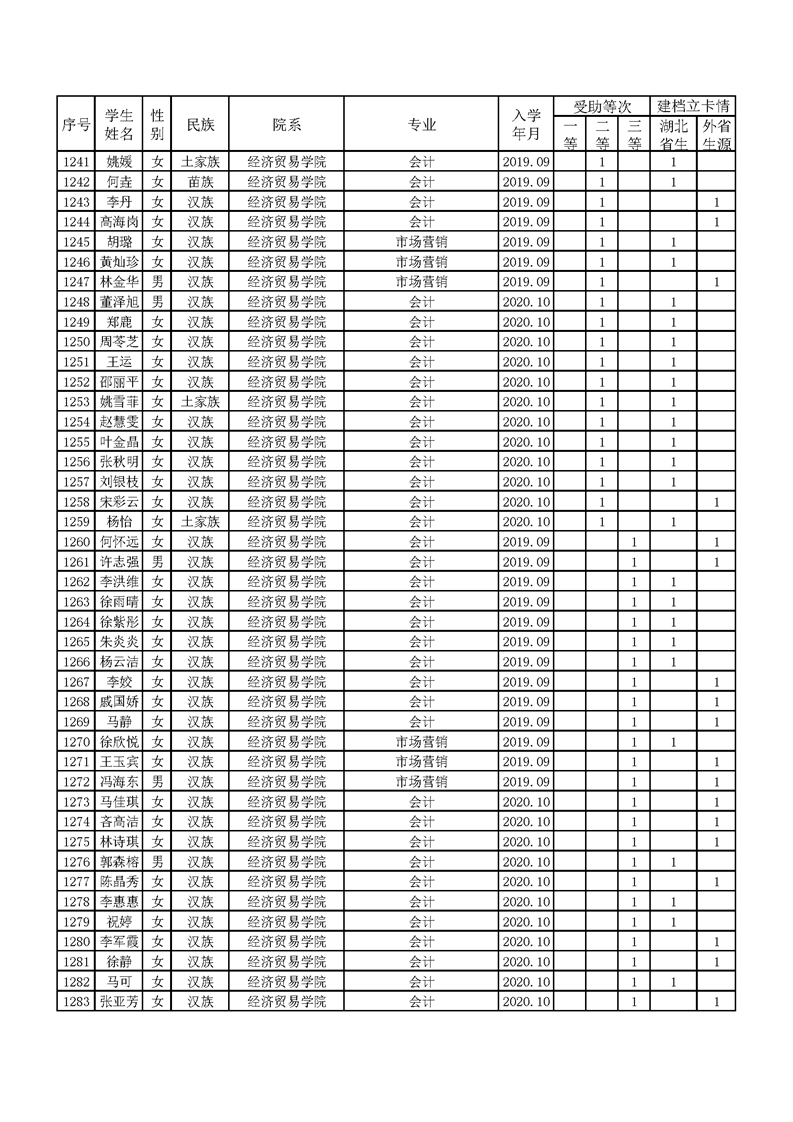 序号 学生姓名 性别 民族 院系 专业 入学年月 受助等次 建档立卡情
一等 二等 三等 湖北省生 外省生源
1241 姚媛 女 土家族 经济贸易学院 会计 2019.09 1 1
1242 何垚 女 苗族 经济贸易学院 会计 2019.09 1 1
1243 李丹 女 汉族 经济贸易学院 会计 2019.09 1 1
1244 高海岗 女 汉族 经济贸易学院 会计 2019.09 1 1
1245 胡璐 女 汉族 经济贸易学院 市场营销 2019.09 1 1
1246 黄灿珍 女 汉族 经济贸易学院 市场营销 2019.09 1 1
1247 林金华 男 汉族 经济贸易学院 市场营销 2019.09 1 1
1248 董泽旭 男 汉族 经济贸易学院 会计 2020.10 1 1
1249 郑鹿 女 汉族 经济贸易学院 会计 2020.10 1 1
1250 周苓芝 女 汉族 经济贸易学院 会计 2020.10 1 1
1251 王运 女 汉族 经济贸易学院 会计 2020.10 1 1
1252 邵丽平 女 汉族 经济贸易学院 会计 2020.10 1 1
1253 姚雪菲 女 土家族 经济贸易学院 会计 2020.10 1 1
1254 赵慧雯 女 汉族 经济贸易学院 会计 2020.10 1 1
1255 叶金晶 女 汉族 经济贸易学院 会计 2020.10 1 1
1256 张秋明 女 汉族 经济贸易学院 会计 2020.10 1 1
1257 刘银枝 女 汉族 经济贸易学院 会计 2020.10 1 1
1258 宋彩云 女 汉族 经济贸易学院 会计 2020.10 1 1
1259 杨怡 女 土家族 经济贸易学院 会计 2020.10 1 1
1260 何怀远 女 汉族 经济贸易学院 会计 2019.09 1 1
1261 许志强 男 汉族 经济贸易学院 会计 2019.09 1 1
1262 李洪维 女 汉族 经济贸易学院 会计 2019.09 1 1
1263 徐雨晴 女 汉族 经济贸易学院 会计 2019.09 1 1
1264 徐紫彤 女 汉族 经济贸易学院 会计 2019.09 1 1
1265 朱炎炎 女 汉族 经济贸易学院 会计 2019.09 1 1
1266 杨云洁 女 汉族 经济贸易学院 会计 2019.09 1 1
1267 李姣 女 汉族 经济贸易学院 会计 2019.09 1 1
1268 戚国娇 女 汉族 经济贸易学院 会计 2019.09 1 1
1269 马静 女 汉族 经济贸易学院 会计 2019.09 1 1
1270 徐欣悦 女 汉族 经济贸易学院 市场营销 2019.09 1 1
1271 王玉宾 女 汉族 经济贸易学院 市场营销 2019.09 1 1
1272 冯海东 男 汉族 经济贸易学院 市场营销 2019.09 1 1
1273 马佳琪 女 汉族 经济贸易学院 会计 2020.10 1 1
1274 吝高洁 女 汉族 经济贸易学院 会计 2020.10 1 1
1275 林诗琪 女 汉族 经济贸易学院 会计 2020.10 1 1
1276 郭森榕 男 汉族 经济贸易学院 会计 2020.10 1 1
1277 陈晶秀 女 汉族 经济贸易学院 会计 2020.10 1 1
1278 李惠惠 女 汉族 经济贸易学院 会计 2020.10 1 1
1279 祝婷 女 汉族 经济贸易学院 会计 2020.10 1 1
1280 李军霞 女 汉族 经济贸易学院 会计 2020.10 1 1
1281 徐静 女 汉族 经济贸易学院 会计 2020.10 1 1
1282 马可 女 汉族 经济贸易学院 会计 2020.10 1 1
1283 张亚芳 女 汉族 经济贸易学院 会计 2020.10 1 1